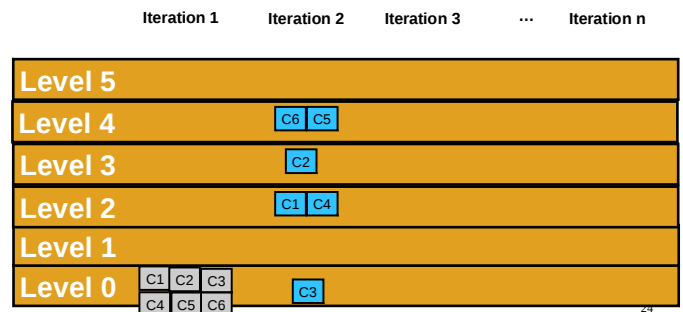 Iteration 1 Iteration 2 Iteration 3 ... Iteration n
Level 5
Level 4 C6 C5
Level 3 C2
Level 2 C1 C4
Level 1
Level 0 C1 C2 C3 C3
C4 C5 C6
24